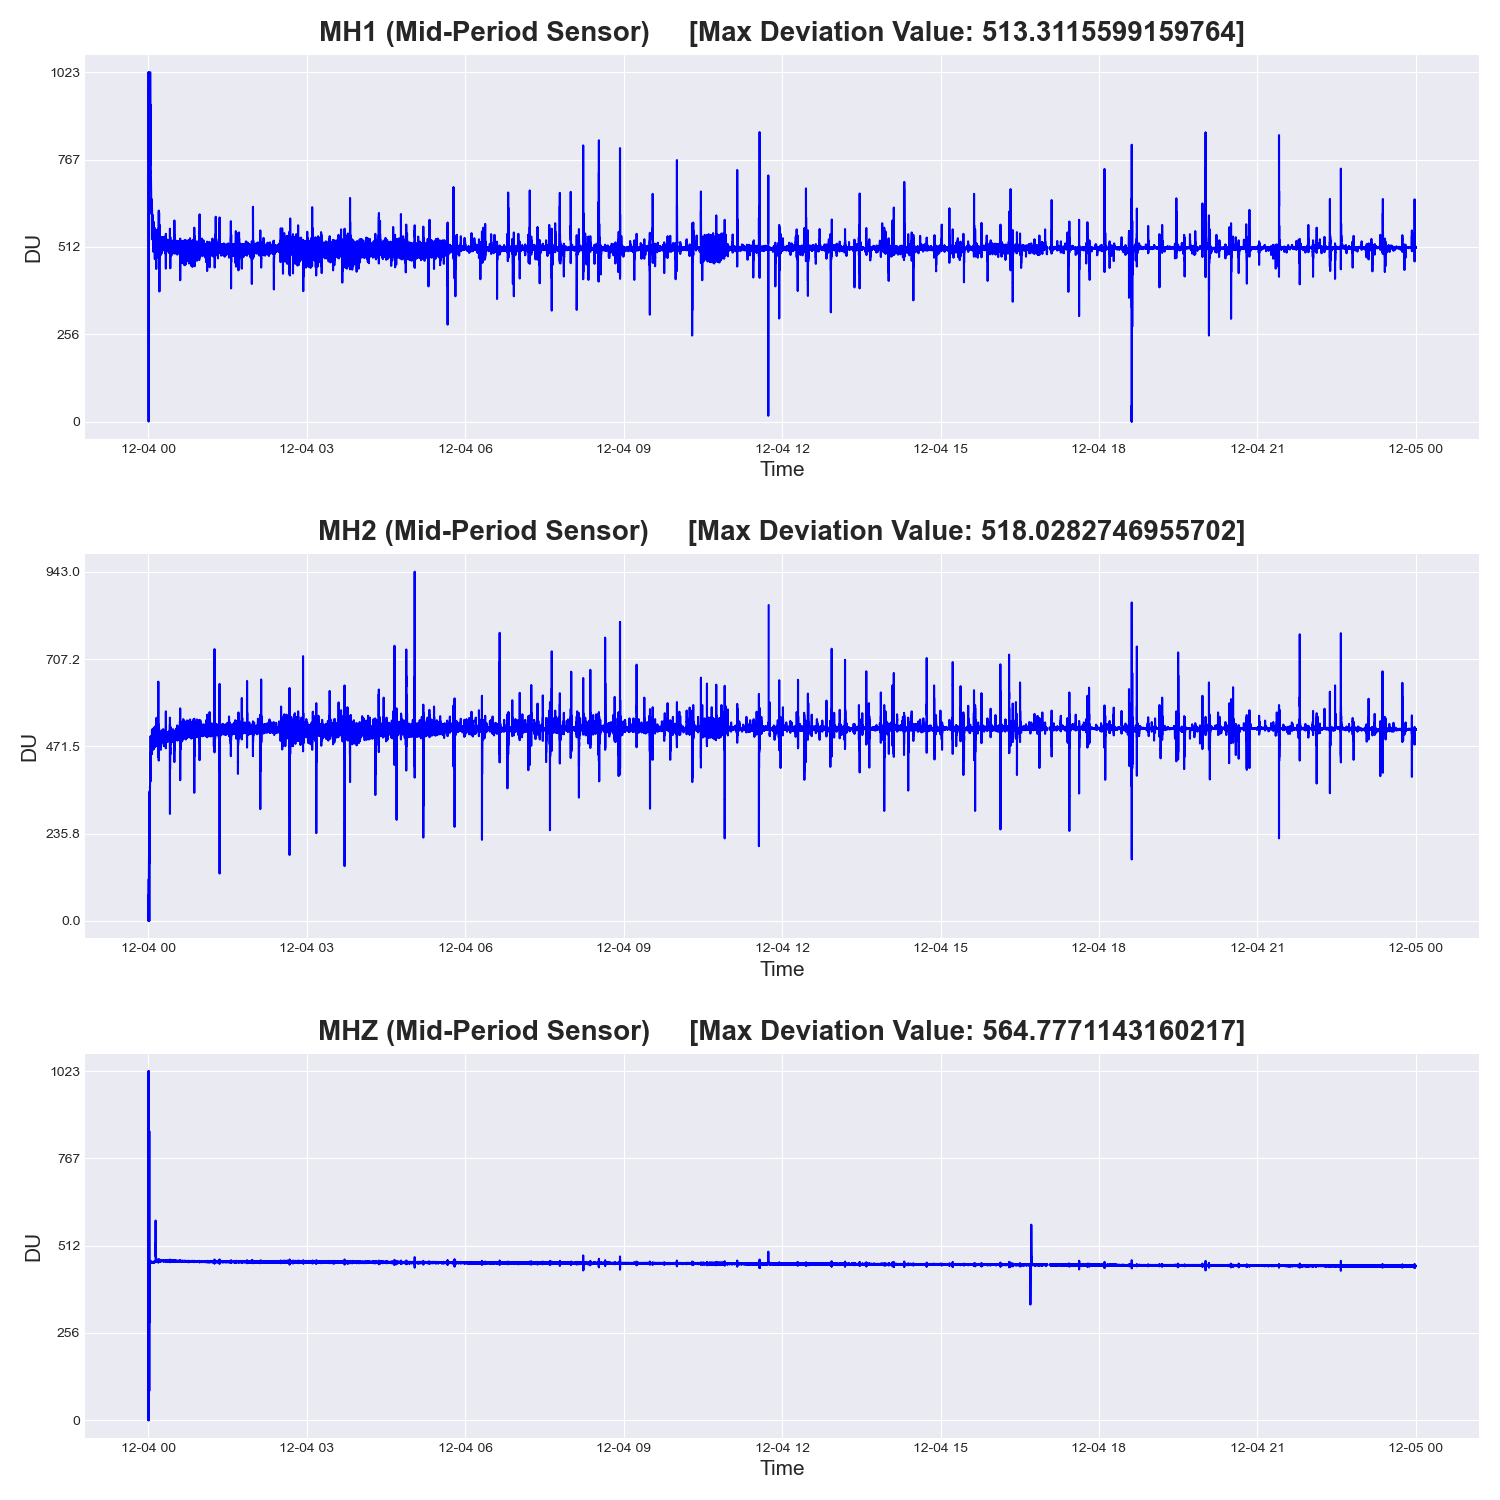 MH1 (Mid-Period Sensor) [Max Deviation Value: 513.3115599159764]
1023
767
512
256
0
DU
12-04 00 12-04 03 12-04 06 12-04 09 12-04 12 12-04 15 12-04 18 12-04 21 12-05 00
Time
MH2 (Mid-Period Sensor) [Max Deviation Value: 518.0282746955702]
943.0
707.2
471.5
235.8
0.0
DU
12-04 00 12-04 03 12-04 06 12-04 09 12-04 12 12-04 15 12-04 18 12-04 21 12-05 00
Time
MHZ (Mid-Period Sensor) [Max Deviation Value: 564.7771143160217]
1023
767
512
256
0
DU
12-04 00 12-04 03 12-04 06 12-04 09 12-04 12 12-04 15 12-04 18 12-04 21 12-05 00
Time